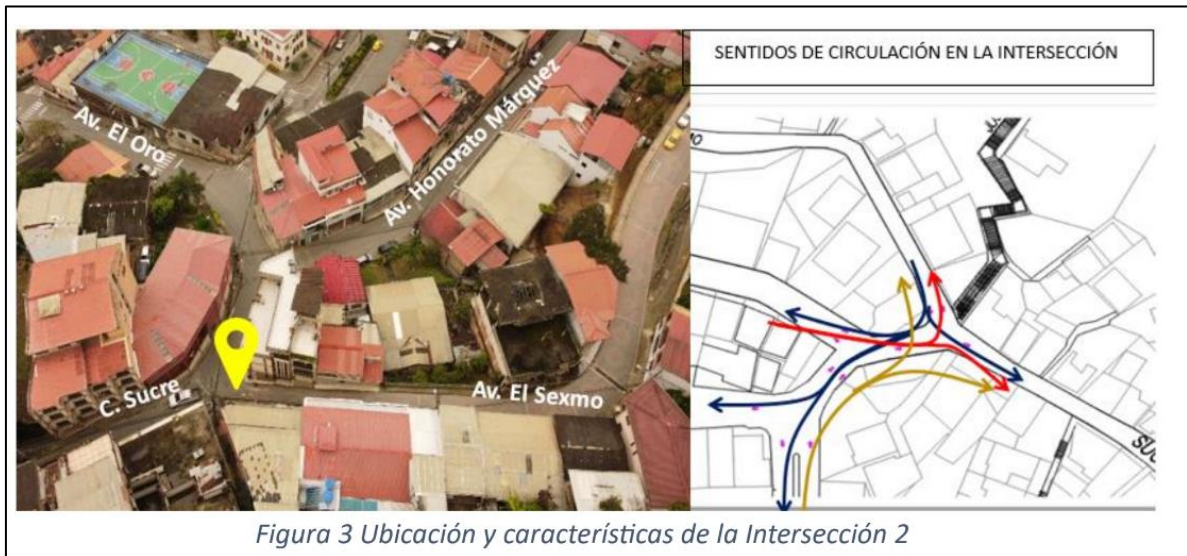 SENTIDOS DE CIRCULACIÓN EN LA INTERSECCIÓN
Av. El Oro
Av. Honorato Márquez
C. Sucre
Av. El Sexmo
Figura 3 Ubicación y características de la Intersección 2